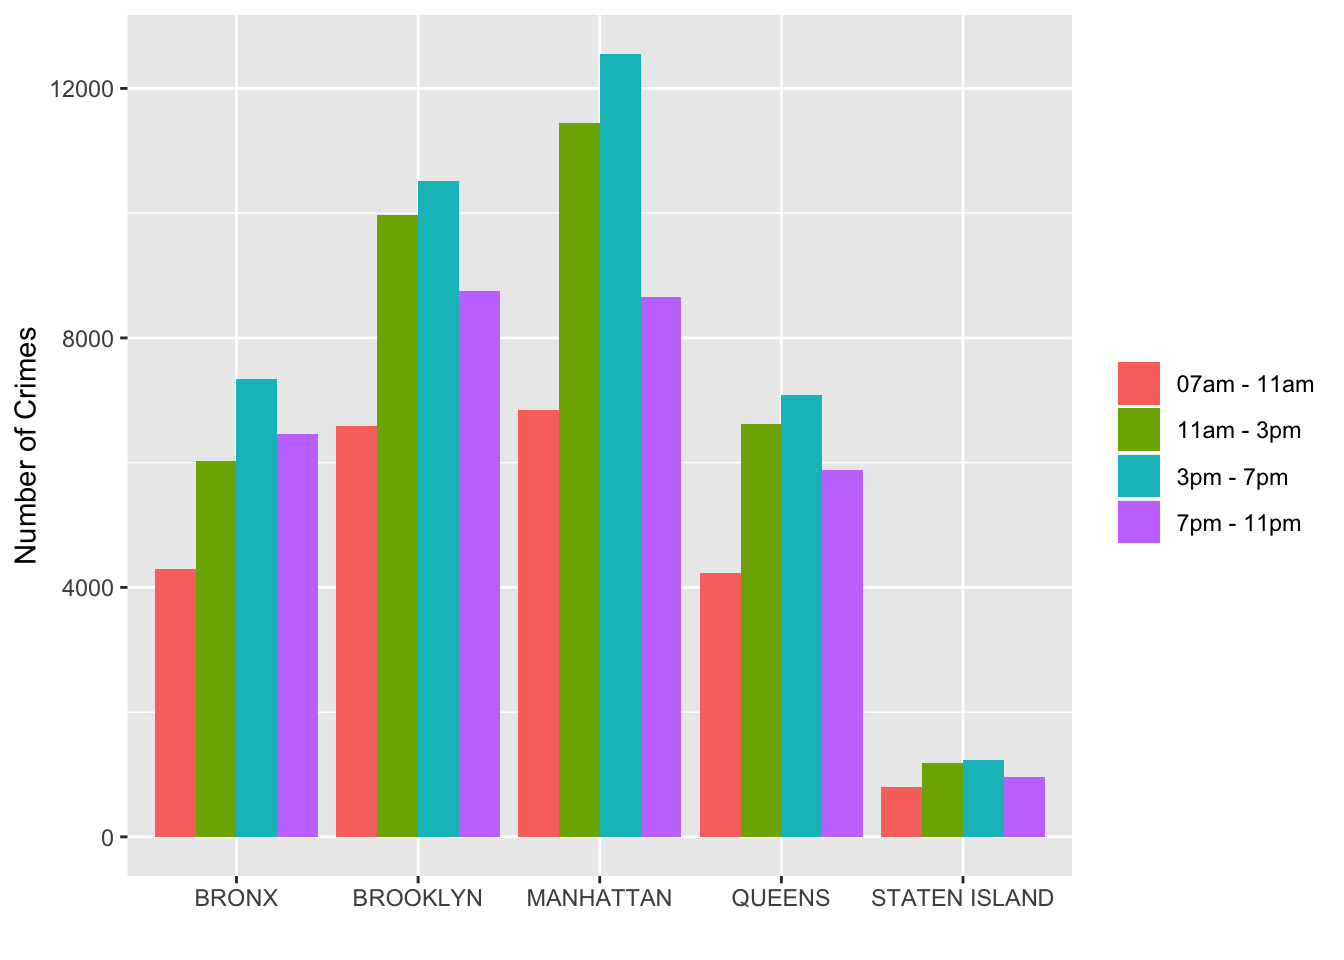 Number of Crimes
12000
8000
4000
0
BRONX
BROOKLYN
MANHATTAN
QUEENS
STATEN ISLAND
07am - 11am
11am - 3pm
3pm - 7pm
7pm - 11pm